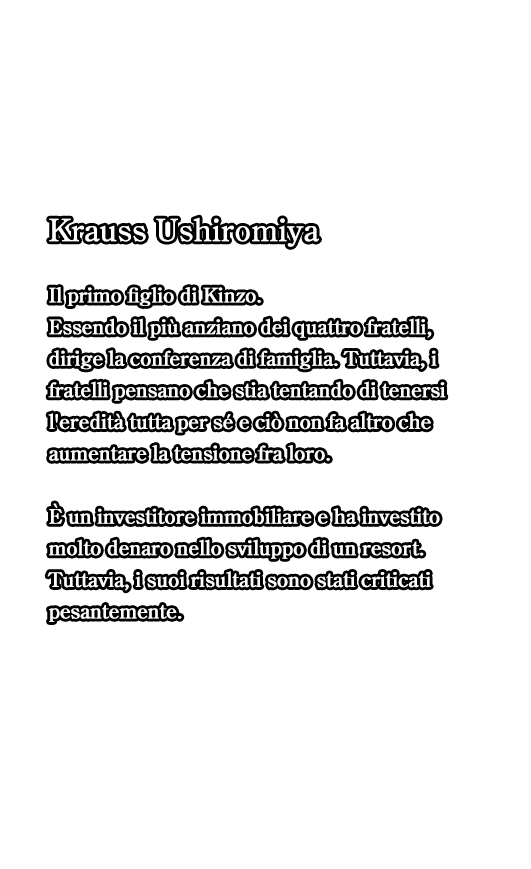 Krauss Ushiromiya
Il primo figlio di Kinzo.
Essendo il più anziano dei quattro fratelli,
dirige la conferenza di famiglia. Tuttavia, i
fratelli pensano che stia tentando di tenersi
l'eredità tutta per sé e ciò non fa altro che
aumentare la tensione fra loro.
È un investitore immobiliare e ha investito
molto denaro nello sviluppo di un resort.
Tuttavia, i suoi risultati sono stati criticati
pesantemente.